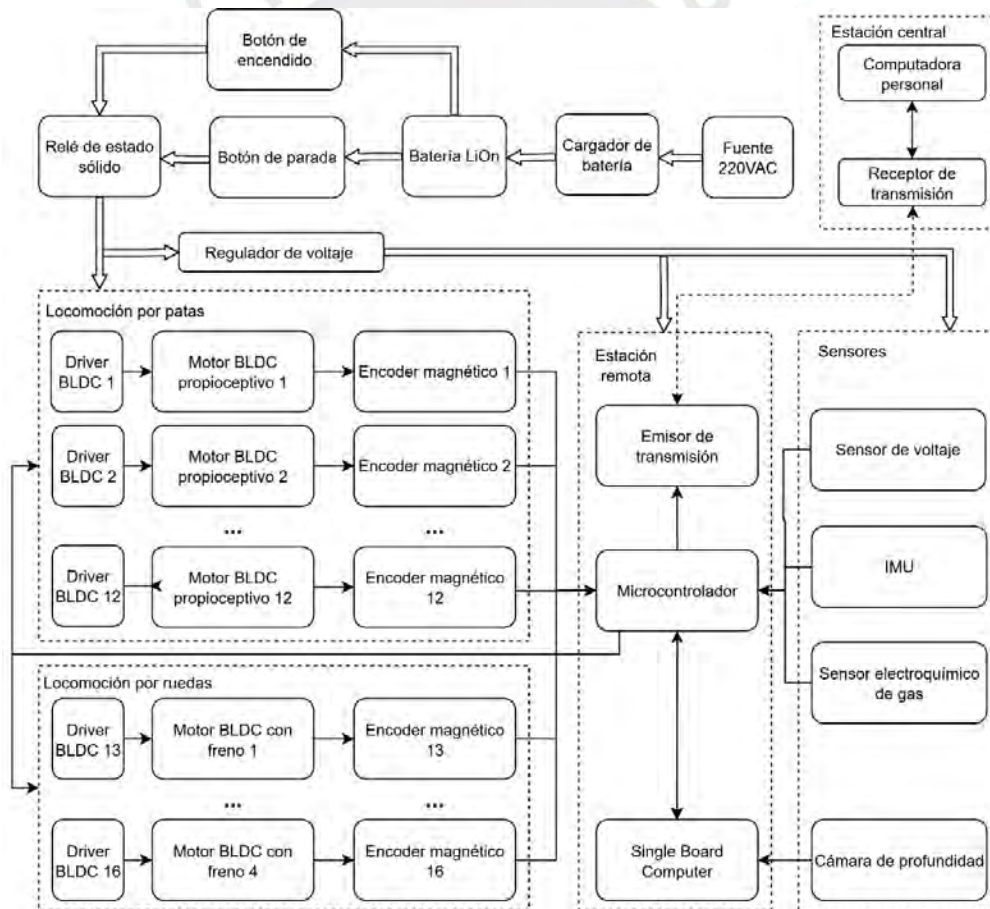 Botón de
encendido
Estación central
Computadora
personal
Relé de estado
sólido
Botón de parada
Batería LiOn
Cargador de
batería
Fuente
220VAC
Receptor de
transmisión
Regulador de voltaje
Locomoción por patas
Driver
BLDC 1
Motor BLDC
propioceptivo 1
Encoder magnético 1
Driver
BLDC 2
Motor BLDC
propioceptivo 2
Encoder magnético 2
...
...
Driver
BLDC 12
Motor BLDC
propioceptivo 12
Encoder magnético
12
Estación
remota
Emisor de
transmisión
Microcontrolador
Single Board
Computer
Sensores
Sensor de voltaje
IMU
Sensor electroquímico
de gas
Cámara de profundidad
Locomoción por ruedas
Driver
BLDC 13
Motor BLDC con
freno 1
Encoder magnético
13
...
...
Driver
BLDC 16
Motor BLDC con
freno 4
Encoder magnético
16